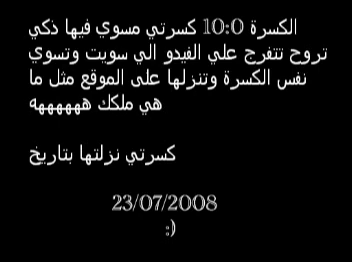 الكسرة 10:0 كسرتي مسوي فيها ذكي
تروح تتفرج علي الفيدو الي سويت وتسوي
نفس الكسرة وتنزلها على الموقع مثل ما
هي ملكك هههههه
كسرتي نزلتها بتاريخ
23/07/2008
:)